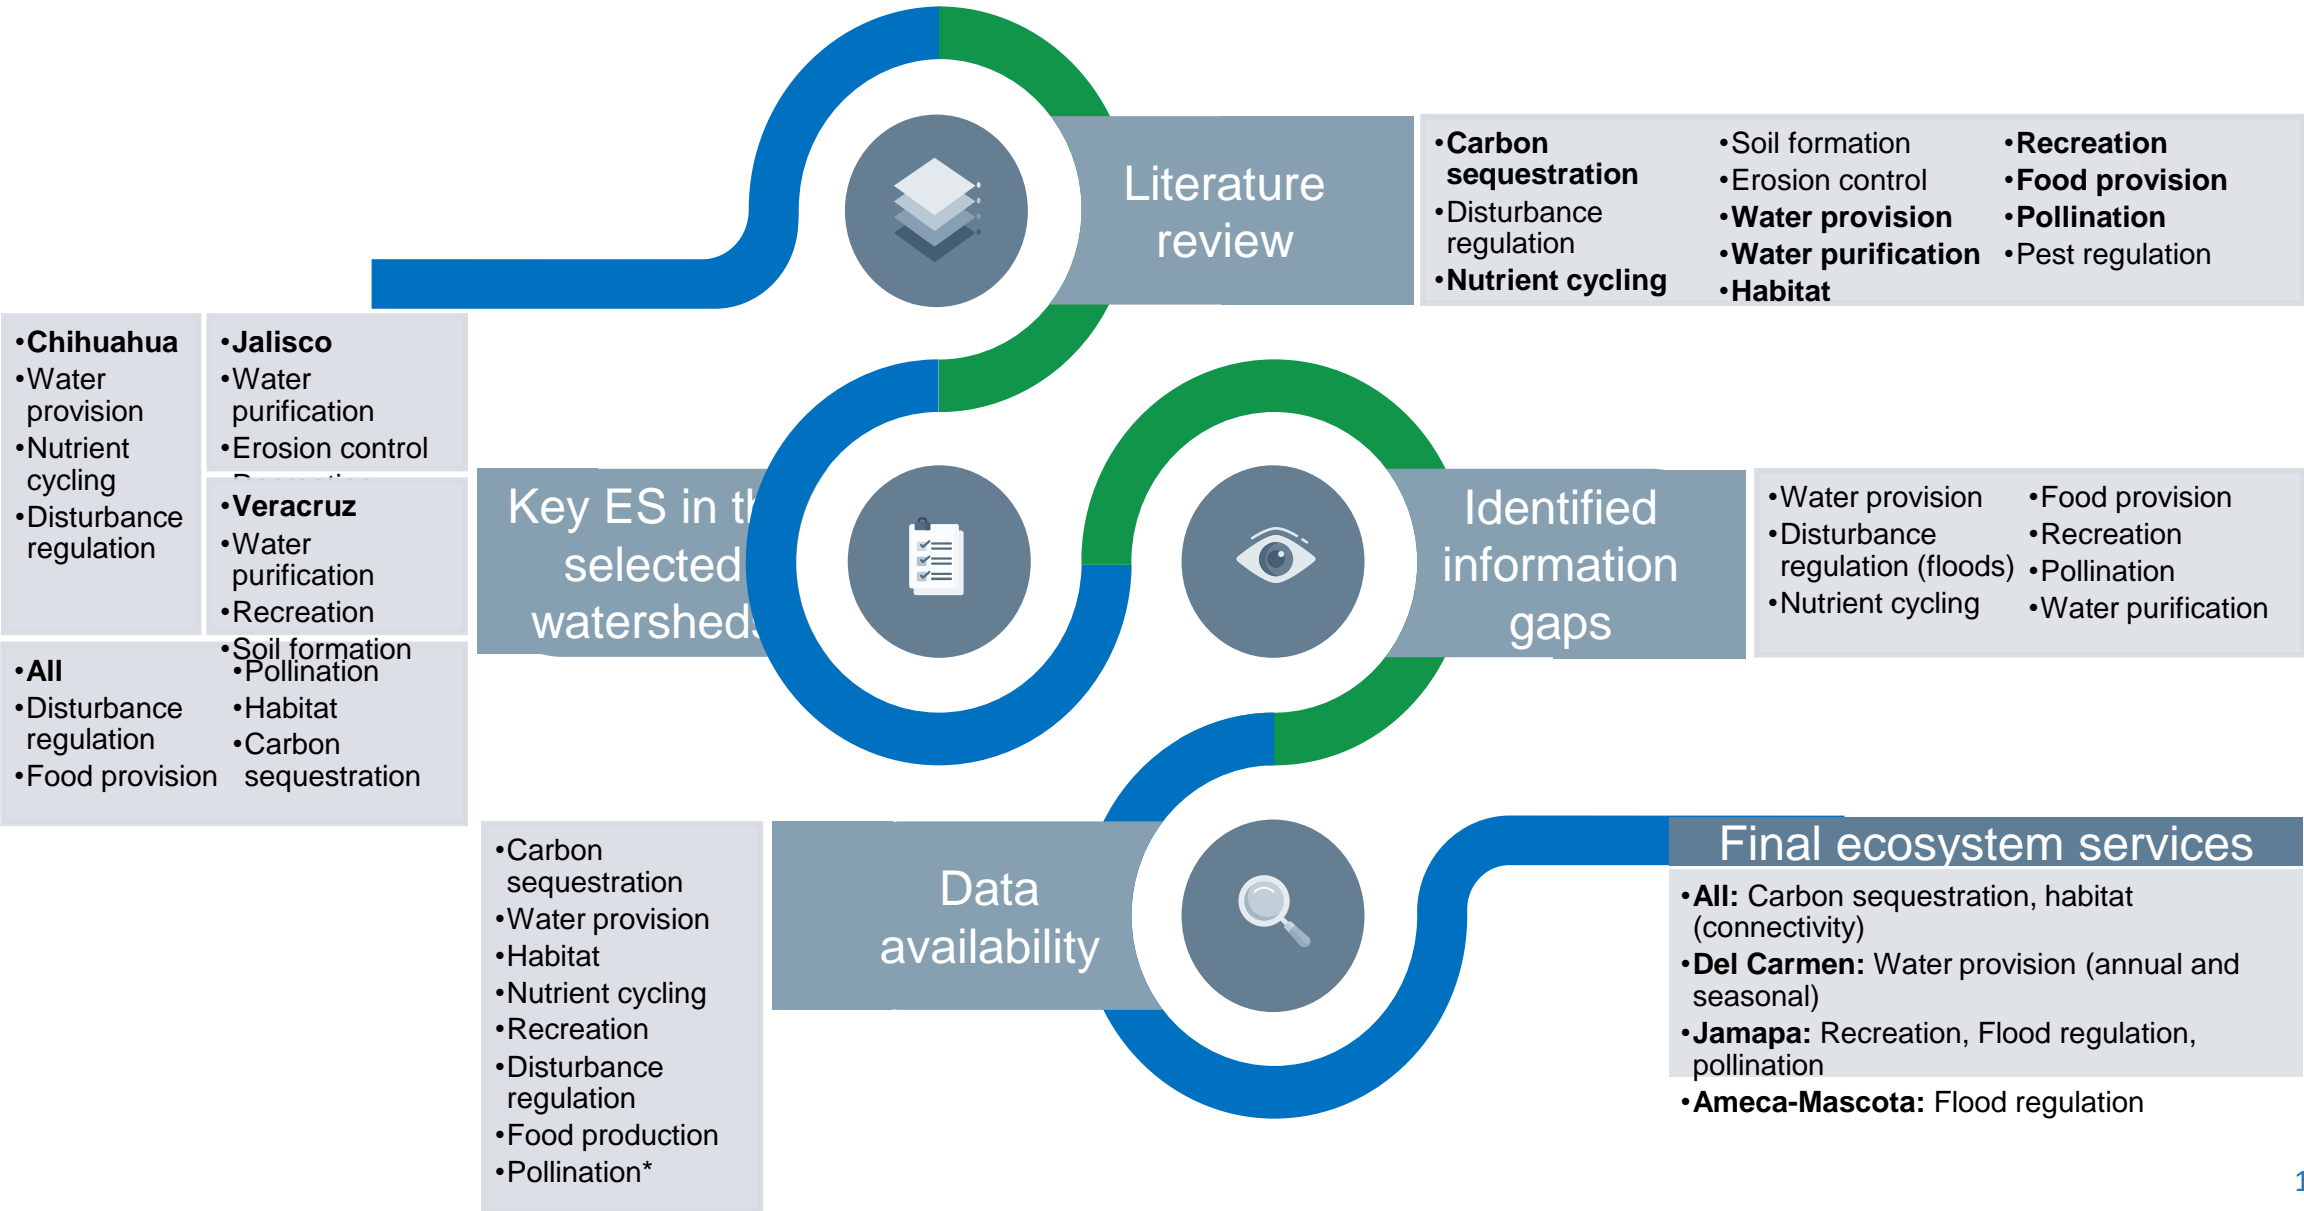 Literature
review
•Carbon
sequestration
•Disturbance
regulation
•Nutrient cycling
•Soil formation
•Erosion control
•Water provision
•Water purification
•Habitat
•Recreation
•Food provision
•Pollination
•Pest regulation
•Chihuahua
•Water
provision
•Nutrient
cycling
•Disturbance
regulation
•Jalisco
•Water
purification
•Erosion control
•Veracruz
•Water
purification
•Recreation
•Soil formation
•All
•Disturbance
regulation
•Food provision
•Pollination
•Habitat
•Carbon
sequestration
Key ES in
selected
watersheds
Identified
information
gaps
•Water provision
•Disturbance
regulation (floods)
•Nutrient cycling
•Food provision
•Recreation
•Pollination
•Water purification
•Carbon
sequestration
•Water provision
•Habitat
•Nutrient cycling
•Recreation
•Disturbance
regulation
•Food production
•Pollination*
Data
availability
Final ecosystem services
•All: Carbon sequestration, habitat
(connectivity)
•Del Carmen: Water provision (annual and
seasonal)
•Jamapa: Recreation, Flood regulation,
pollination
•Ameca-Mascota: Flood regulation
1